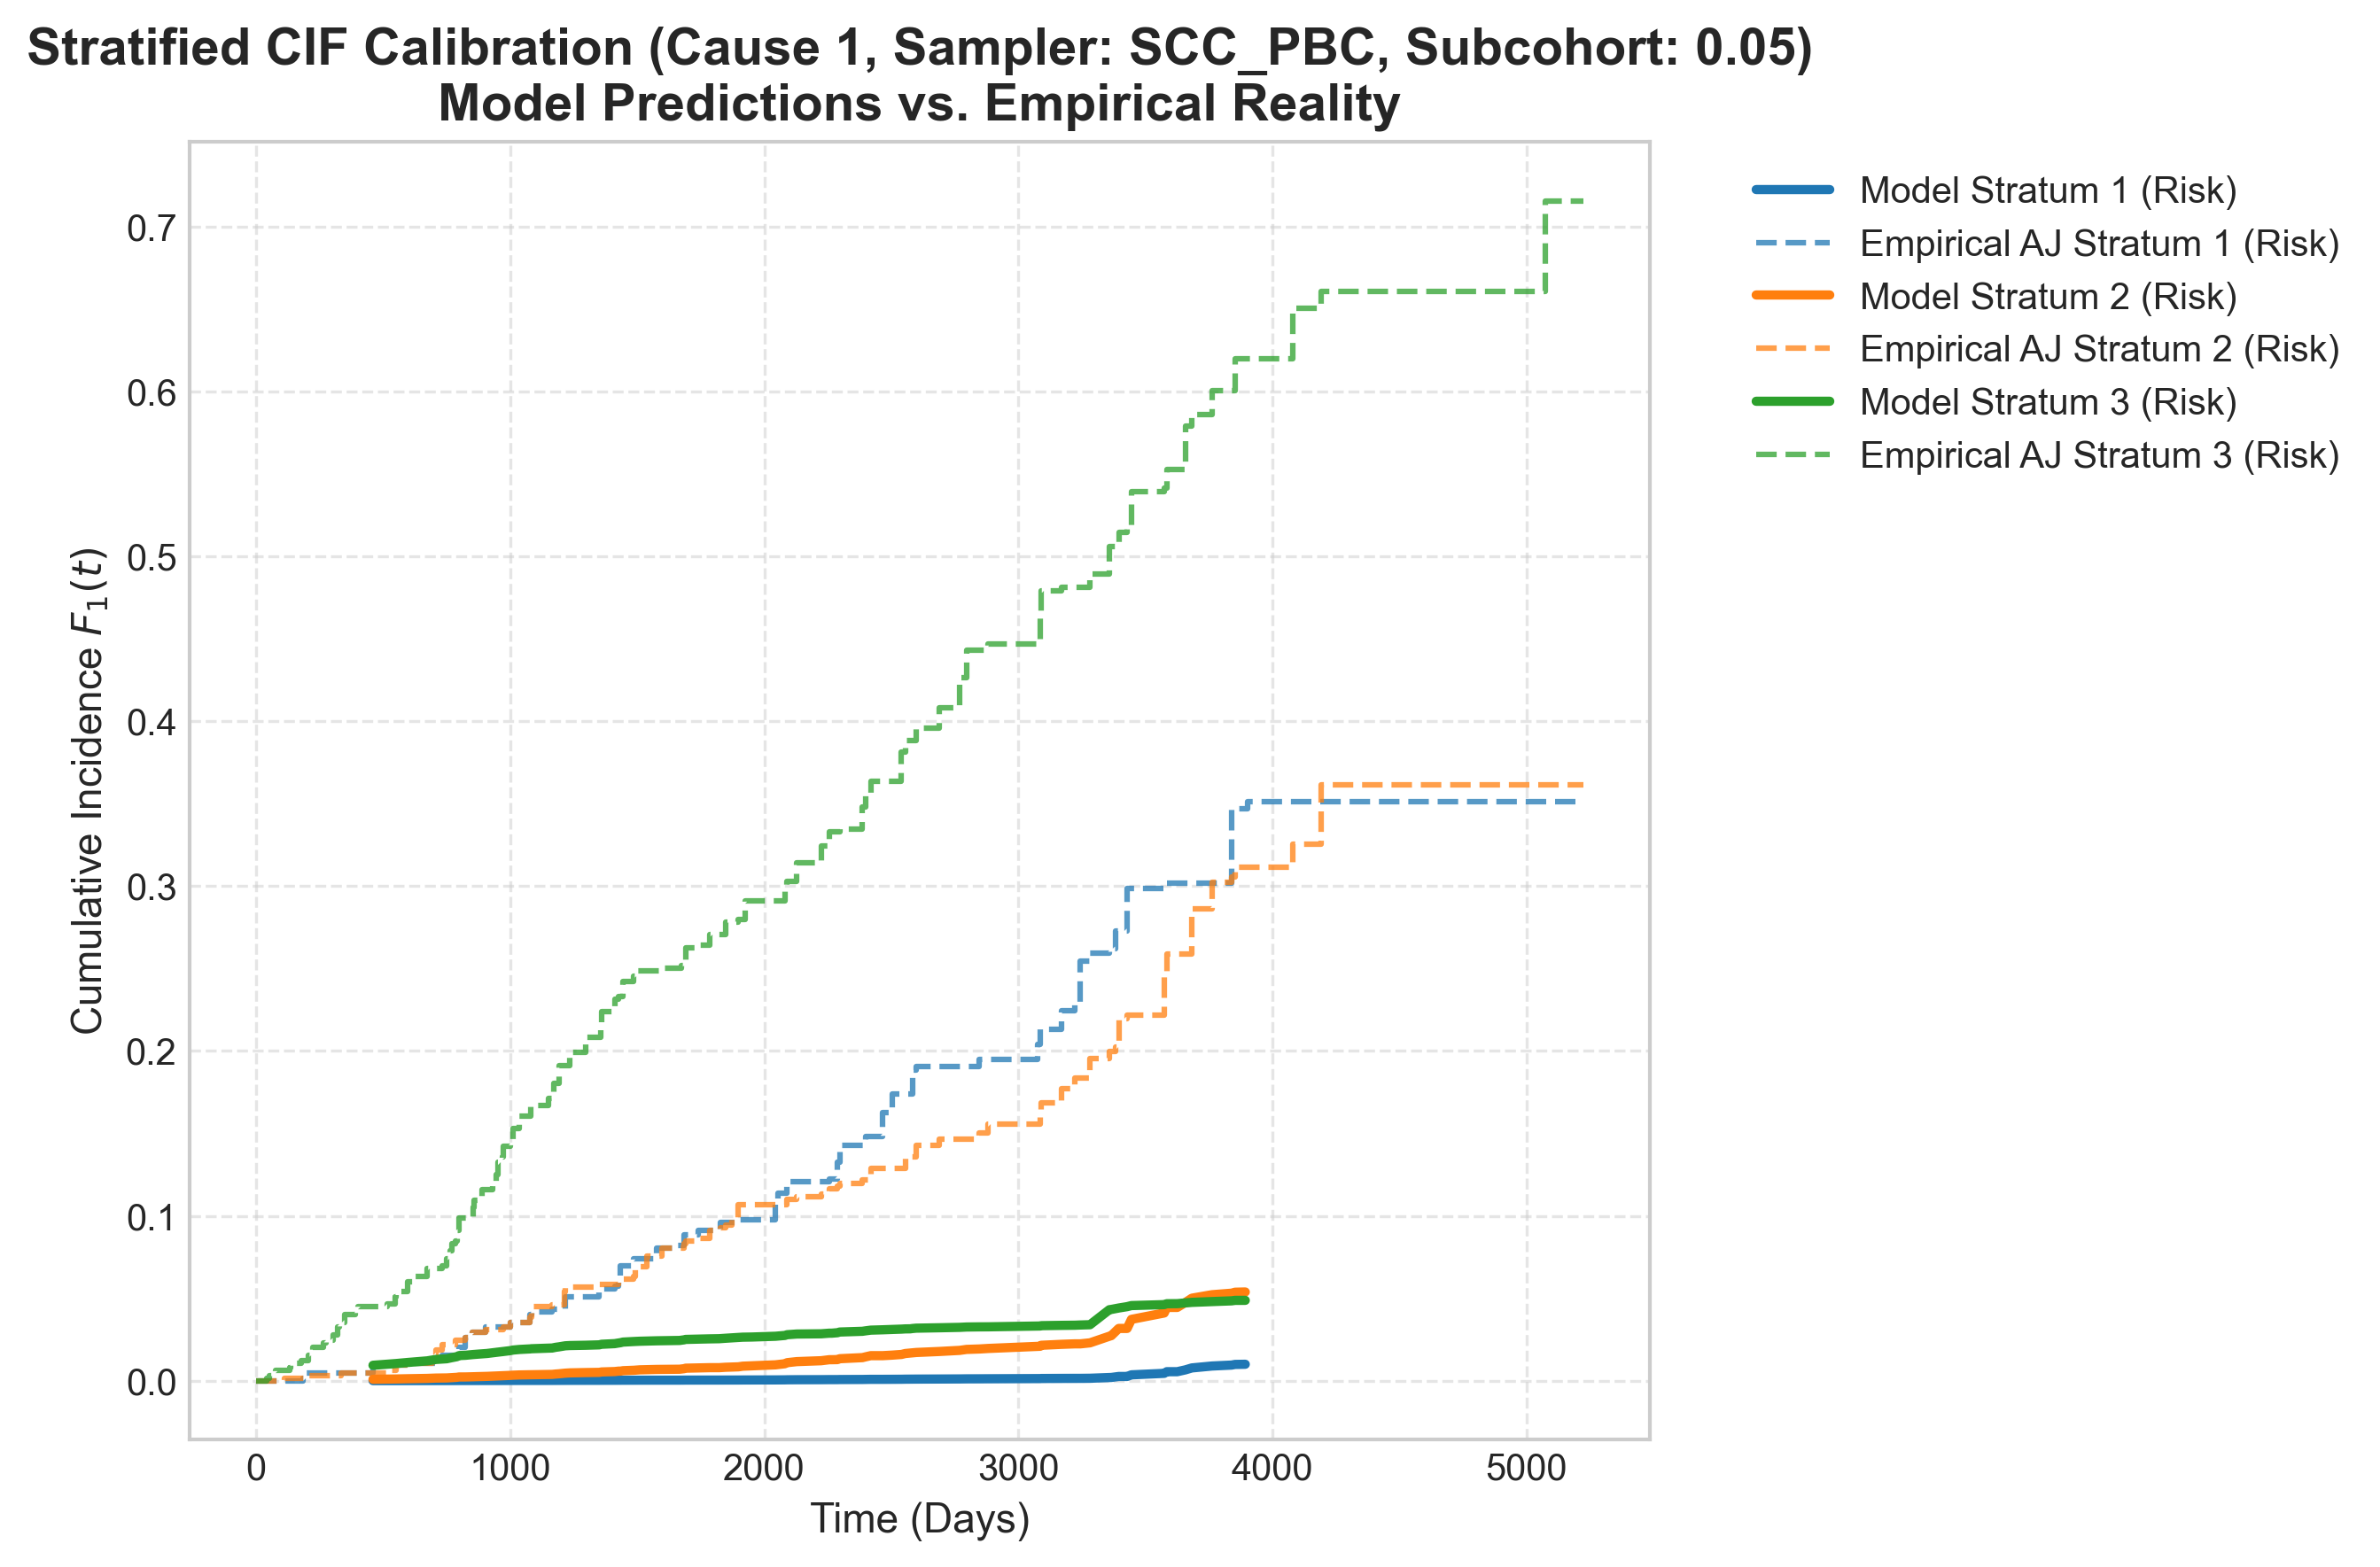 Stratified CIF Calibration (Cause 1, Sampler: SCC_PBC, Subcohort: 0.05)
Model Predictions vs. Empirical Reality
Model Stratum 1 (Risk)
Empirical AJ Stratum 1 (Risk)
Model Stratum 2 (Risk)
Empirical AJ Stratum 2 (Risk)
Model Stratum 3 (Risk)
Empirical AJ Stratum 3 (Risk)
Cumulative Incidence F₁(t)
0.7
0.6
0.5
0.4
0.3
0.2
0.1
0.0
0 1000 2000 3000 4000 5000
Time (Days)